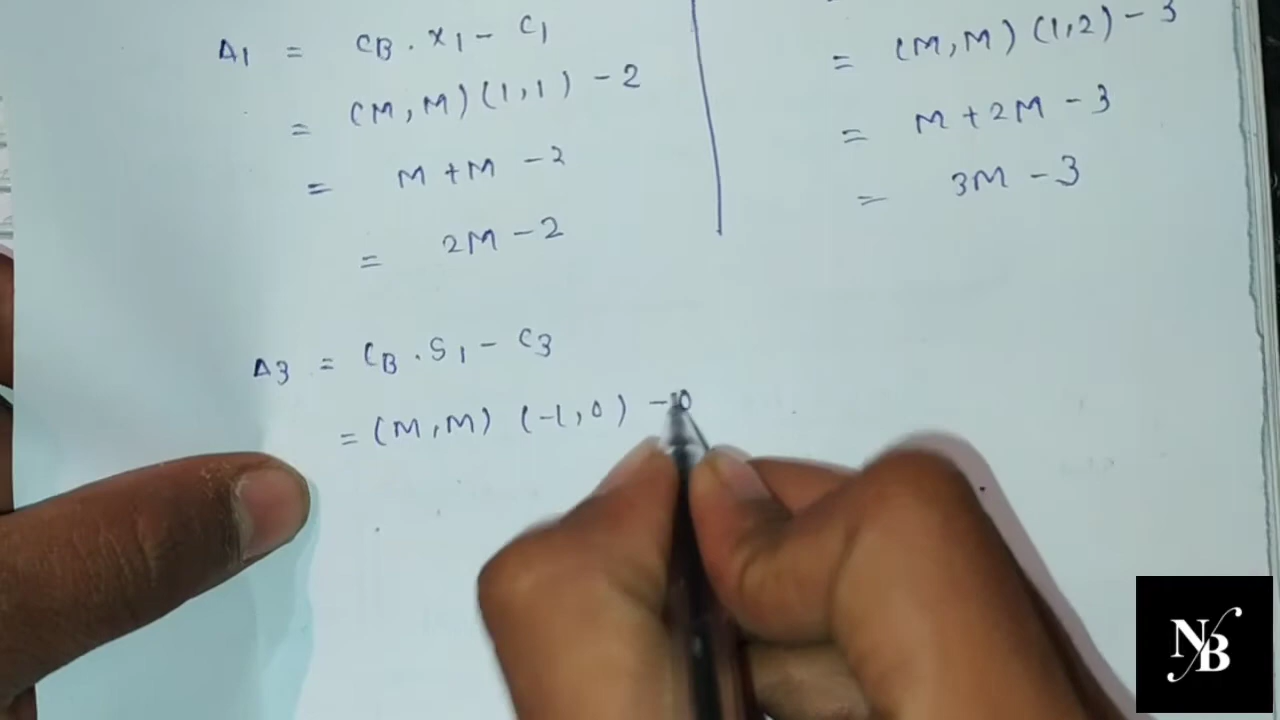 Δ1 = CB . x1 - C1
= (M, M) (1, 1) - 2
= M + M - 2
= 2M - 2
= (M, M) (1, 2) - 3
= M + 2M - 3
= 3M - 3
Δ3 = CB . S1 - C3
= (M, M) (-1, 0) - 0
NB